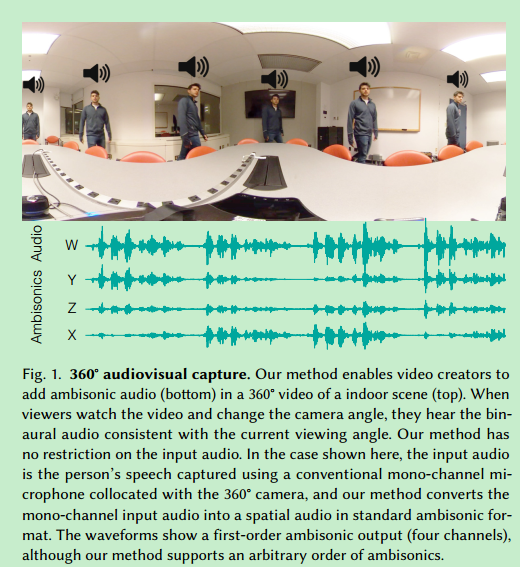 Ambisonics Audio
W
Y
Z
X
Fig. 1. 360° audiovisual capture. Our method enables video creators to
add ambisonic audio (bottom) in a 360° video of a indoor scene (top). When
viewers watch the video and change the camera angle, they hear the bin-
aural audio consistent with the current viewing angle. Our method has
no restriction on the input audio. In the case shown here, the input audio
is the person's speech captured using a conventional mono-channel mi-
crophone collocated with the 360° camera, and our method converts the
mono-channel input audio into a spatial audio in standard ambisonic for-
mat. The waveforms show a first-order ambisonic output (four channels),
although our method supports an arbitrary order of ambisonics.